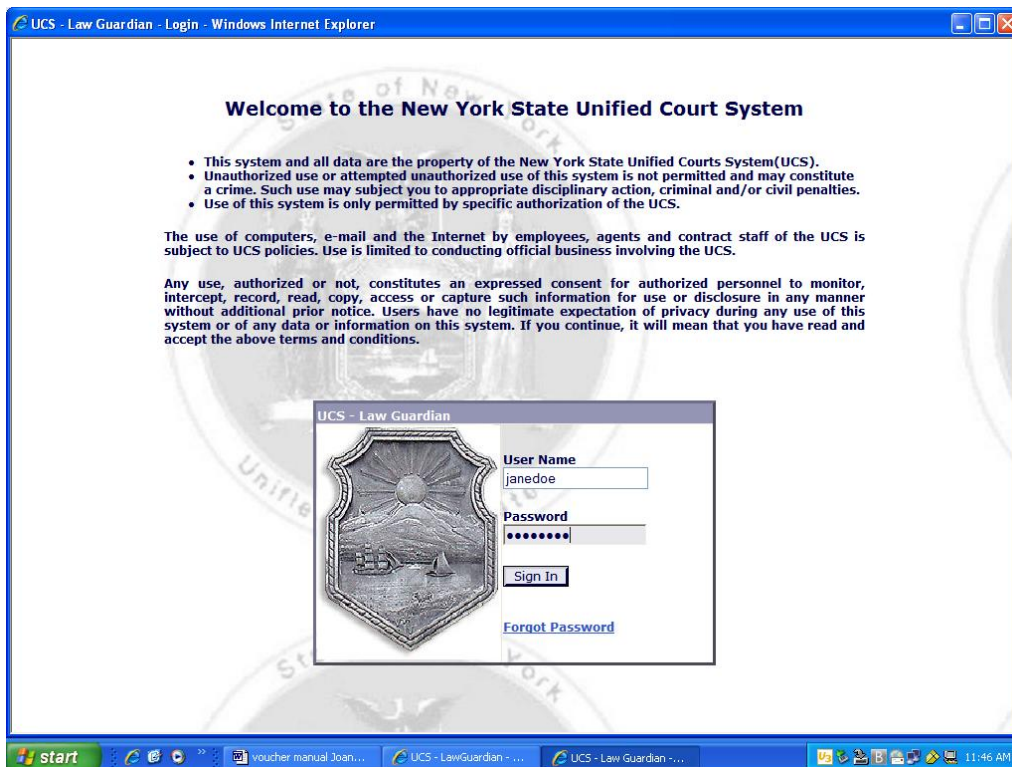 UCS - Law Guardian - Login - Windows Internet Explorer
State of New York
Welcome to the New York State Unified Court System
• This system and all data are the property of the New York State Unified Courts System(UCS).
• Unauthorized use or attempted unauthorized use of this system is not permitted and may constitute
a crime. Such use may subject you to appropriate disciplinary action, criminal and/or civil penalties.
• Use of this system is only permitted by specific authorization of the UCS.
The use of computers, e-mail and the Internet by employees, agents and contract staff of the UCS is
subject to UCS policies. Use is limited to conducting official business involving the UCS.
Any use, authorized or not, constitutes an expressed consent for authorized personnel to monitor,
intercept, record, read, copy, access or capture such information for use or disclosure in any manner
without additional prior notice. Users have no legitimate expectation of privacy during any use of this
system or of any data or information on this system. If you continue, it will mean that you have read and
accept the above terms and conditions.
UCS - Law Guardian
User Name
janedoe
Password
••••••••
Sign In
Forgot Password
start
voucher manual Joan...
UCS - LawGuardian - ...
UCS - Law Guardian -...
11:46 AM